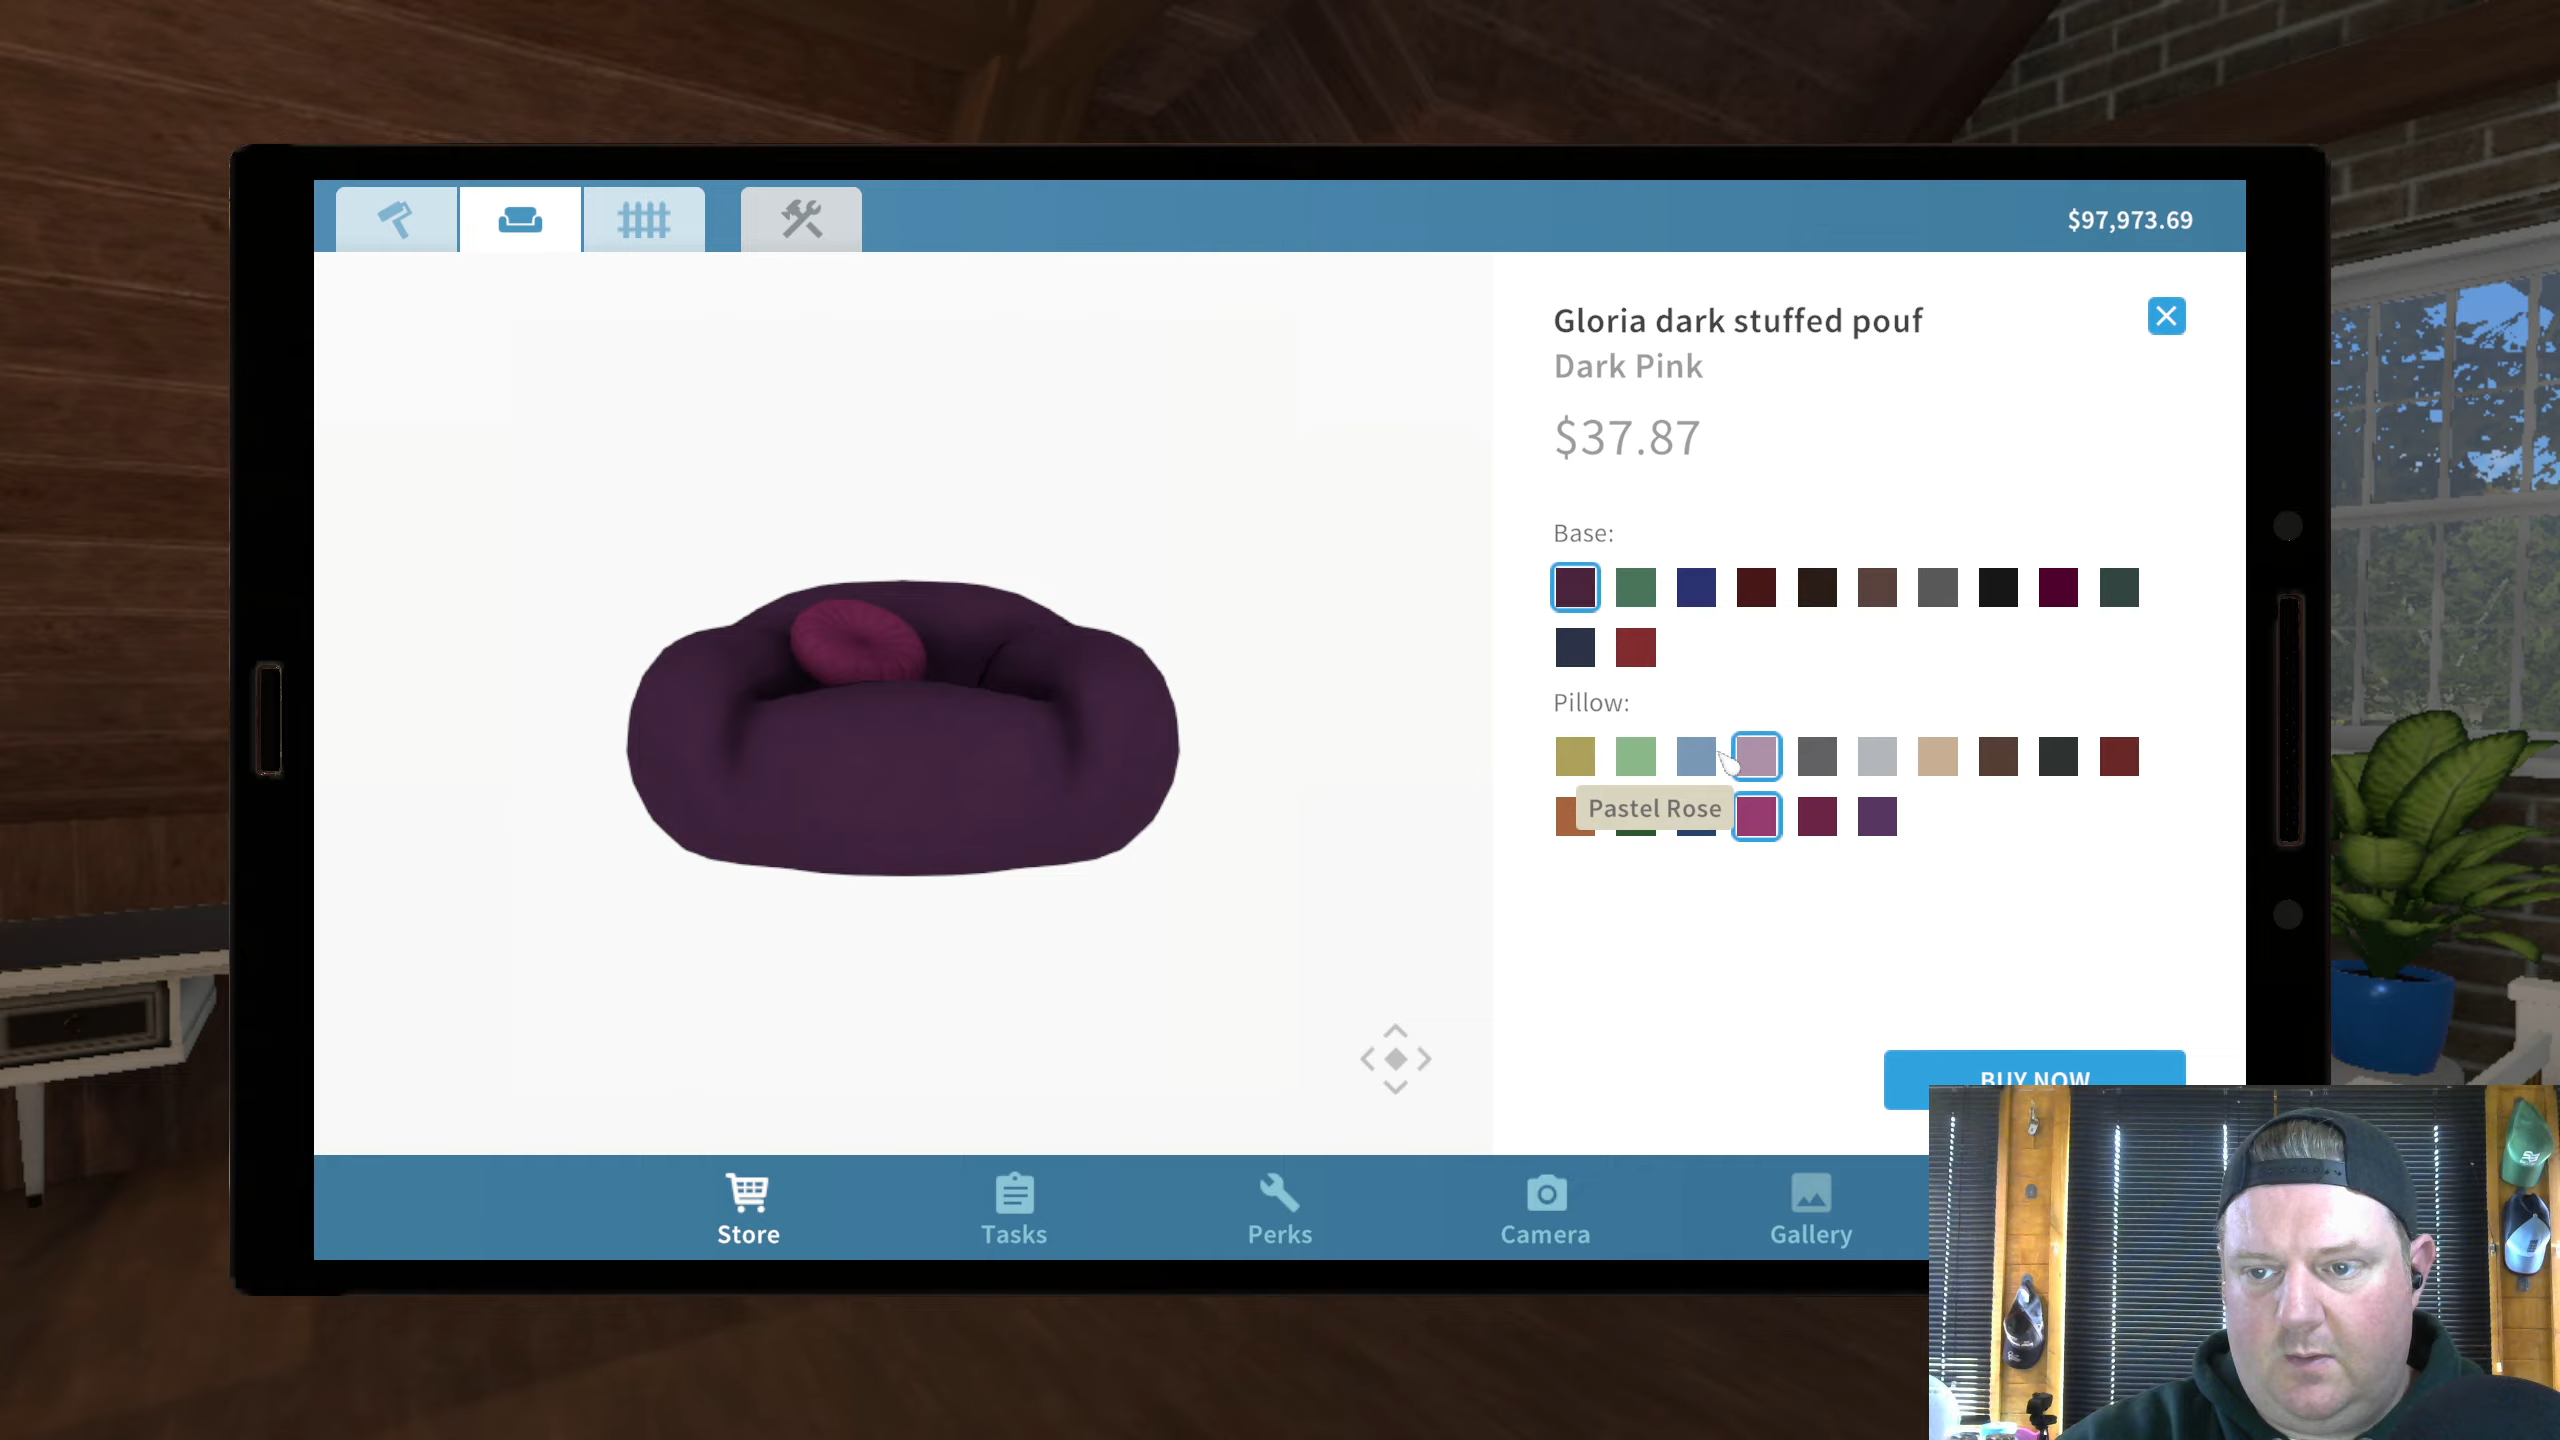 $97,973.69
Gloria dark stuffed pouf
Dark Pink
$37.87
Base:
Pillow:
Pastel Rose
BUY NOW
Store
Tasks
Perks
Camera
Gallery